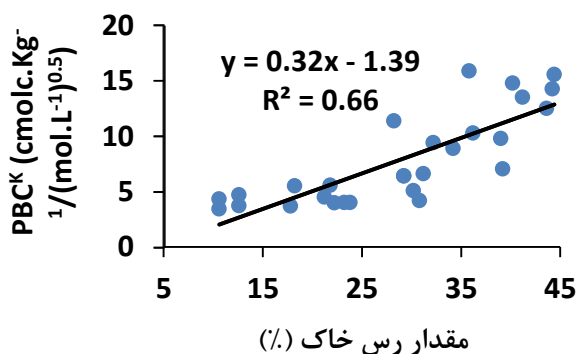 PBCᴷ (cmolc.Kg⁻
¹/(mol.L⁻¹)⁰·⁵)
20
15
10
5
0
y = 0.32x - 1.39
R² = 0.66
5 15 25 35 45
مقدار رس خاک (٪)